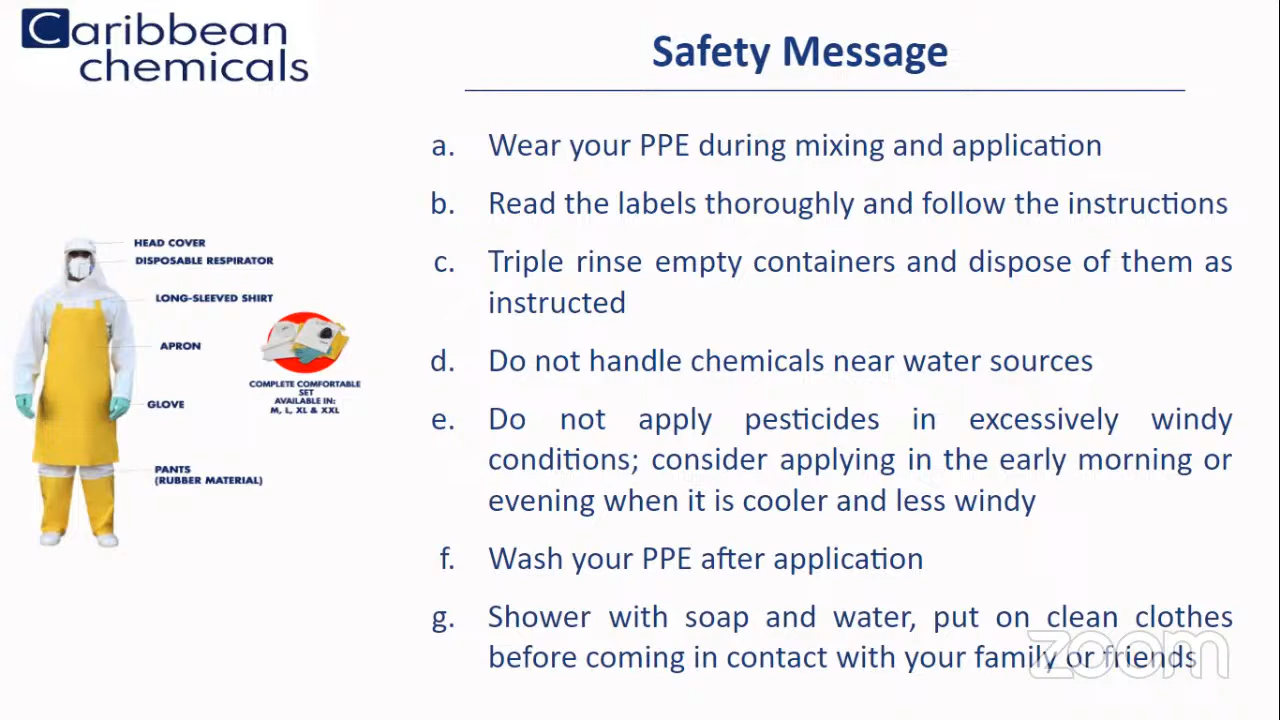 Caribbean
chemicals
Safety Message
HEAD COVER
DISPOSABLE RESPIRATOR
LONG-SLEEVED SHIRT
APRON
GLOVE
PANTS
(RUBBER MATERIAL)
COMPLETE COMFORTABLE
SET
AVAILABLE IN:
M, L, XL & XXL
a. Wear your PPE during mixing and application
b. Read the labels thoroughly and follow the instructions
c. Triple rinse empty containers and dispose of them as
instructed
d. Do not handle chemicals near water sources
e. Do not apply pesticides in excessively windy
conditions; consider applying in the early morning or
evening when it is cooler and less windy
f. Wash your PPE after application
g. Shower with soap and water, put on clean clothes
before coming in contact with your family or friends
zoom